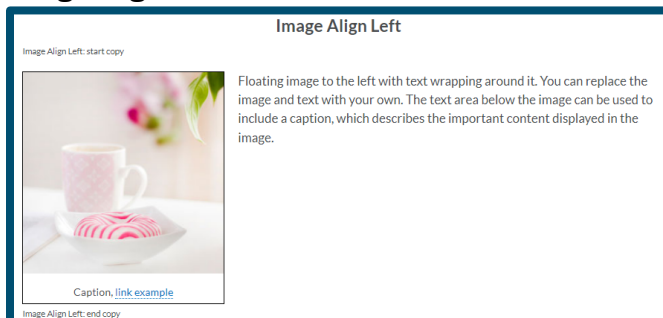 Image Align Left
Image Align Left: start copy
Floating image to the left with text wrapping around it. You can replace the
image and text with your own. The text area below the image can be used to
include a caption, which describes the important content displayed in the
image.
Caption, link example
Image Align Left: end copy